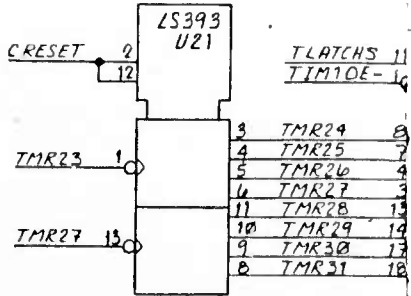 LS393
U21
CRESET 2
12
TLATCHS 11
TIM1OE-
3 TMR24 8
4 TMR25 7
TMR23 1
5 TMR26 4
6 TMR27 3
11 TMR28 13
10 TMR29 14
TMR27 13
9 TMR30 17
8 TMR31 18